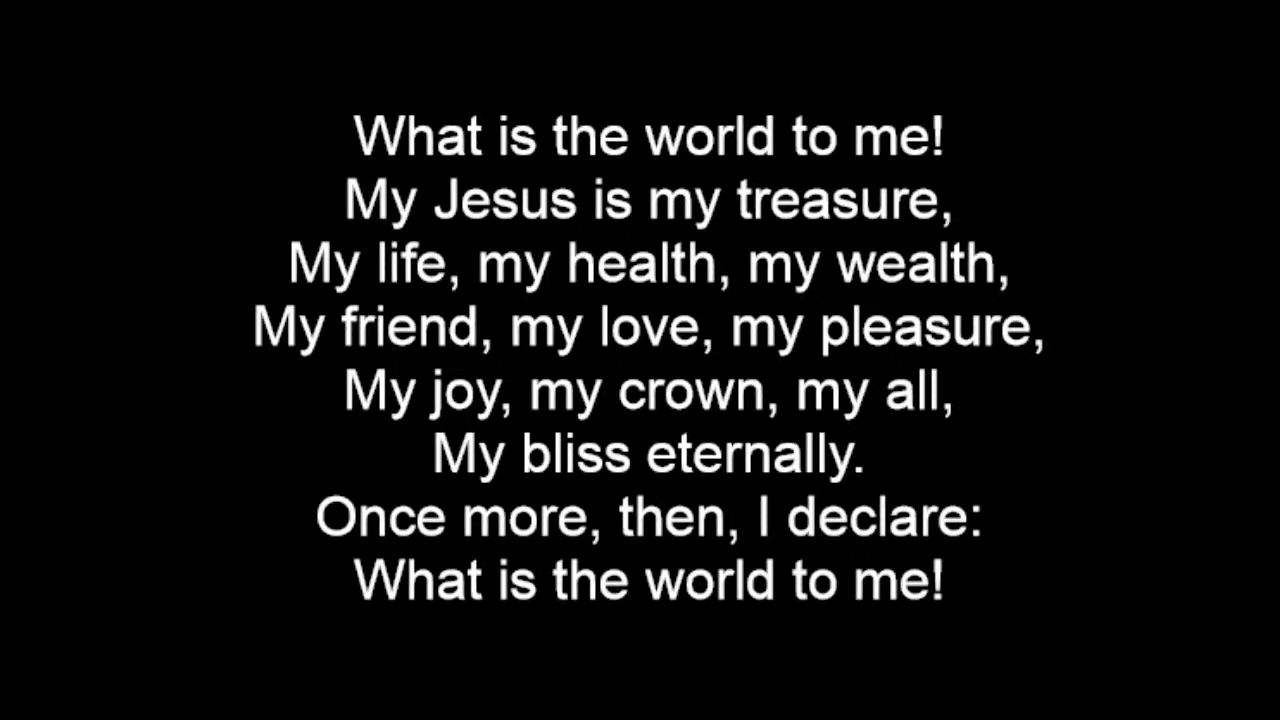 What is the world to me!
My Jesus is my treasure,
My life, my health, my wealth,
My friend, my love, my pleasure,
My joy, my crown, my all,
My bliss eternally.
Once more, then, I declare:
What is the world to me!